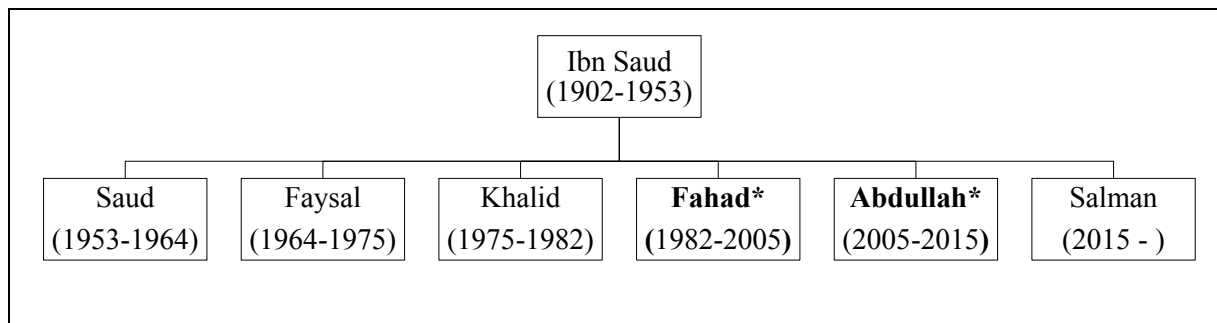 Ibn Saud
(1902-1953)
Saud
(1953-1964)
Faysal
(1964-1975)
Khalid
(1975-1982)
Fahad*
(1982-2005)
Abdullah*
(2005-2015)
Salman
(2015 - )